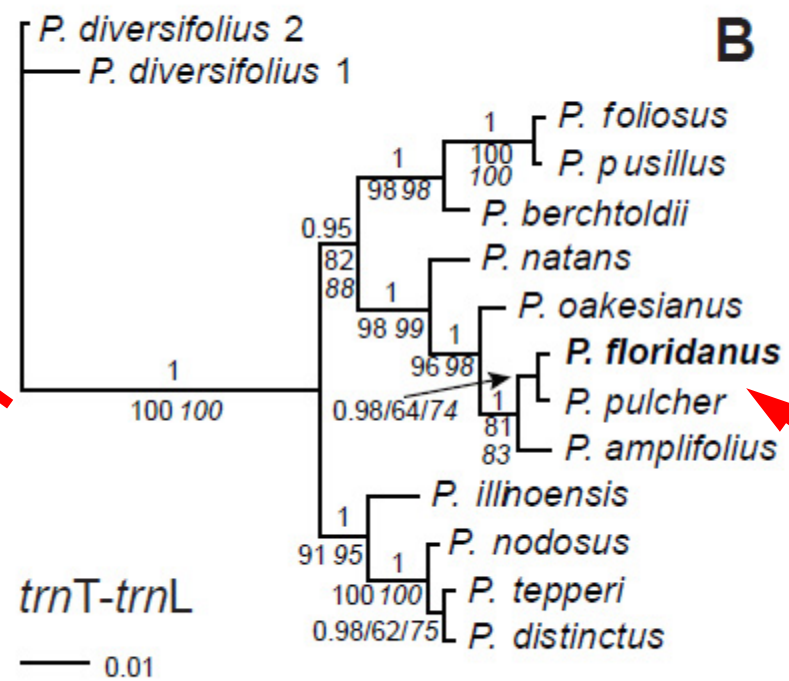 P. diversifolius 2
B
P. diversifolius 1
P. foliosus
1
100
100
P. pusillus
1
98 98
P. berchtoldii
0.95
82
88
P. natans
1
98 99
P. oakesianus
1
96 98
P. floridanus
0.98/64/74
P. pulcher
1
81
83
1
100 100
P. amplifolius
P. illinoensis
1
91 95
P. nodosus
1
100 100
P. tepperi
0.98/62/75
P. distinctus
trnT-trnL
0.01